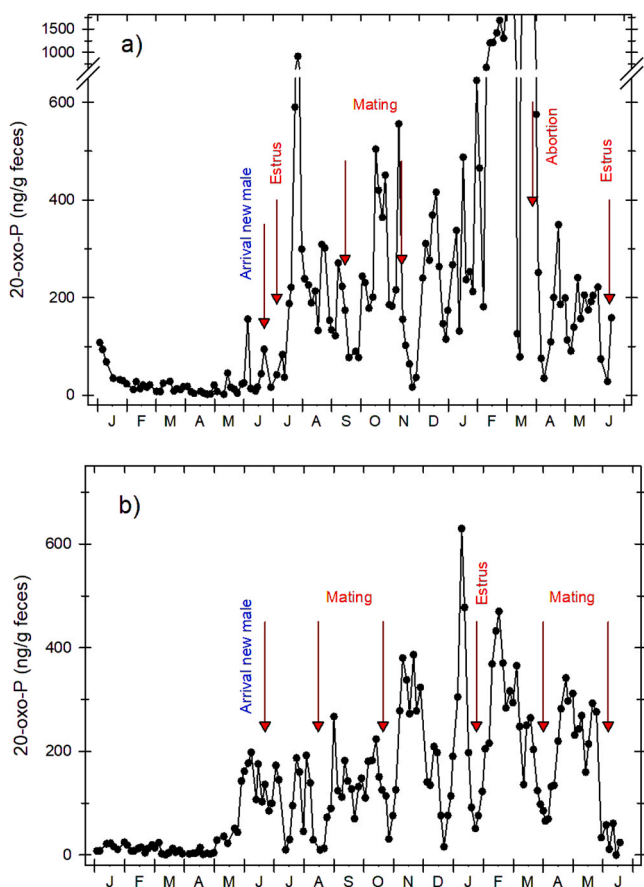 a)
1500
1000
600
400
200
0
20-oxo-P (ng/g feces)
Arrival new male
Estrus
Mating
Abortion
Estrus
J F M A M J J A S O N D J F M A M J
b)
600
400
200
0
20-oxo-P (ng/g feces)
Arrival new male
Mating
Estrus
Mating
J F M A M J J A S O N D J F M A M J